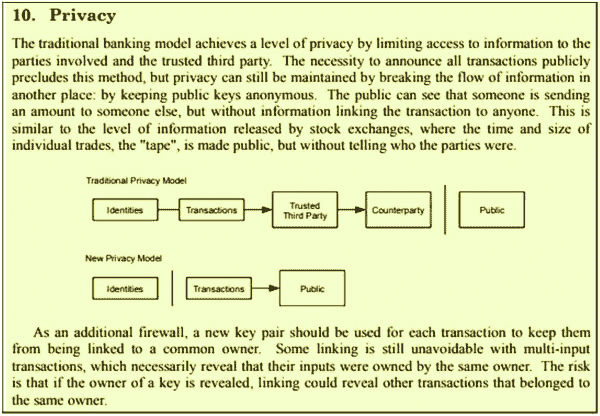 10. Privacy
The traditional banking model achieves a level of privacy by limiting access to information to the
parties involved and the trusted third party. The necessity to announce all transactions publicly
precludes this method, but privacy can still be maintained by breaking the flow of information in
another place: by keeping public keys anonymous. The public can see that someone is sending
an amount to someone else, but without information linking the transaction to anyone. This is
similar to the level of information released by stock exchanges, where the time and size of
individual trades, the "tape", is made public, but without telling who the parties were.
Traditional Privacy Model
Identities Transactions Trusted Third Party Counterparty Public
New Privacy Model
Identities Transactions Public
As an additional firewall, a new key pair should be used for each transaction to keep them
from being linked to a common owner. Some linking is still unavoidable with multi-input
transactions, which necessarily reveal that their inputs were owned by the same owner. The risk
is that if the owner of a key is revealed, linking could reveal other transactions that belonged to
the same owner.